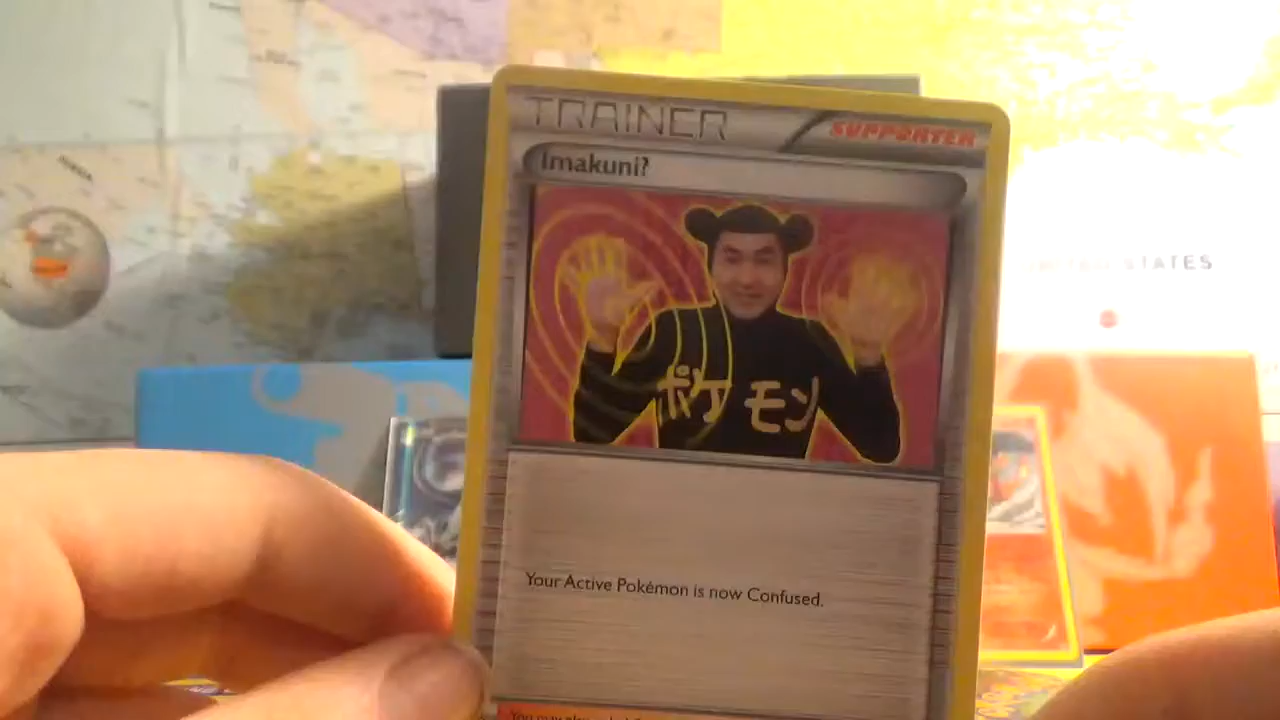 TRAINER
SUPPORTER
Imakuni?
ポケモン
Your Active Pokémon is now Confused.
STATES